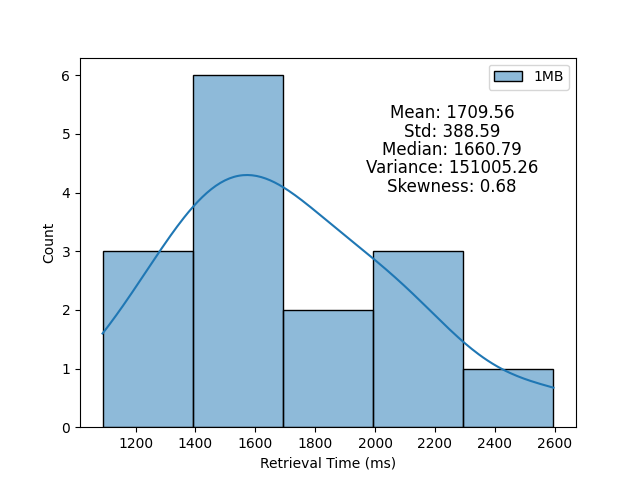 1MB
Mean: 1709.56
Std: 388.59
Median: 1660.79
Variance: 151005.26
Skewness: 0.68
6
5
4
3
2
1
0
Count
1200 1400 1600 1800 2000 2200 2400 2600
Retrieval Time (ms)